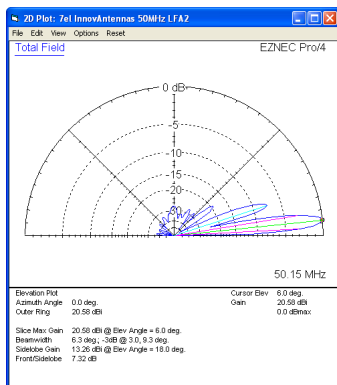 2D Plot: 7el InnovAntennas 50MHz LFA2
File Edit View Options Reset
Total Field
EZNEC Pro/4
0 dB
-5
-10
-15
-20
-30
50.15 MHz
Elevation Plot
Cursor Elev 6.0 deg.
Azimuth Angle 0.0 deg.
Gain 20.58 dBi
Outer Ring 20.58 dBi
0.0 dBmax
Slice Max Gain 20.58 dBi @ Elev Angle = 6.0 deg.
Beamwidth 6.3 deg.; -3dB @ 3.0, 9.3 deg.
Sidelobe Gain 13.26 dBi @ Elev Angle = 18.0 deg.
Front/Sidelobe 7.32 dB